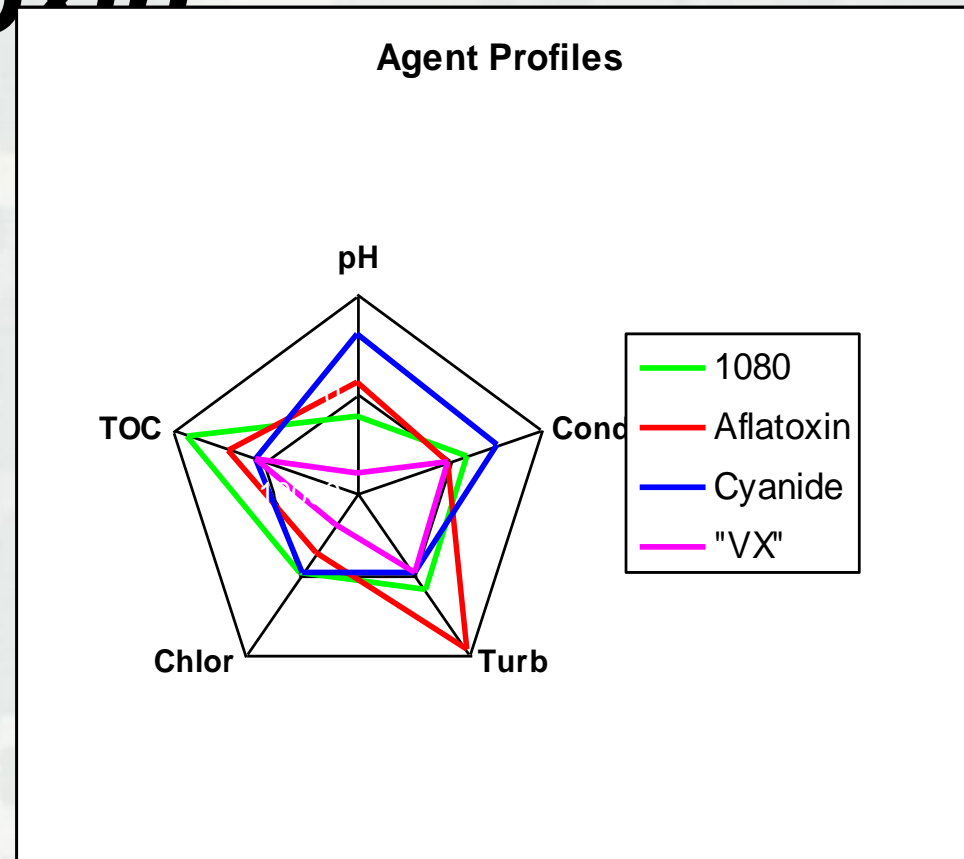 Agent Profiles
pH
Cond
Turb
Chlor
TOC
1080
Aflatoxin
Cyanide
"VX"